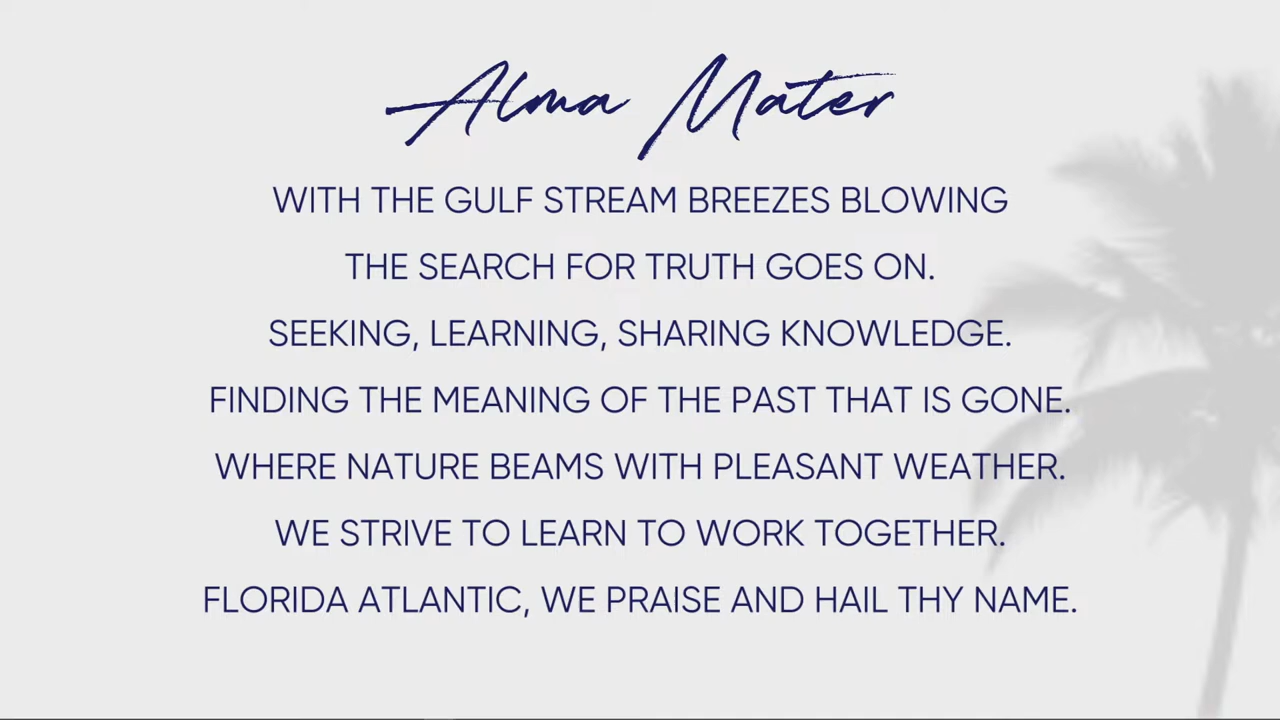 Alma Mater
WITH THE GULF STREAM BREEZES BLOWING
THE SEARCH FOR TRUTH GOES ON.
SEEKING, LEARNING, SHARING KNOWLEDGE.
FINDING THE MEANING OF THE PAST THAT IS GONE.
WHERE NATURE BEAMS WITH PLEASANT WEATHER.
WE STRIVE TO LEARN TO WORK TOGETHER.
FLORIDA ATLANTIC, WE PRAISE AND HAIL THY NAME.